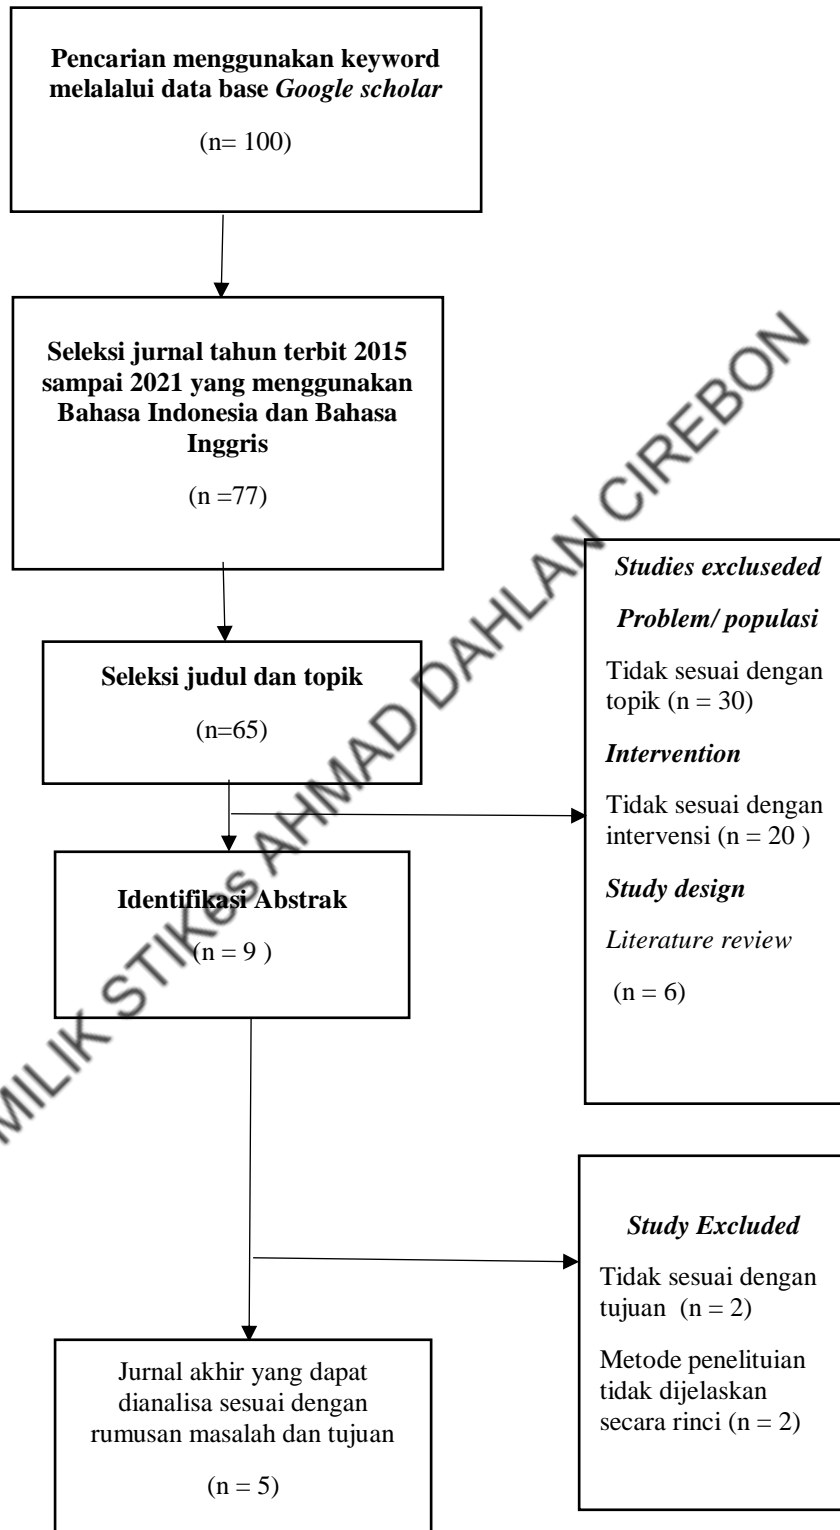 Pencarian menggunakan keyword
melalalui data base Google scholar
(n= 100)
Seleksi jurnal tahun terbit 2015
sampai 2021 yang menggunakan
Bahasa Indonesia dan Bahasa
Inggris
(n =77)
Seleksi judul dan topik
(n=65)
Studies excluseded
Problem/ populasi
Tidak sesuai dengan
topik (n = 30)
Intervention
Tidak sesuai dengan
intervensi (n = 20 )
Study design
Literature review
(n = 6)
Identifikasi Abstrak
(n = 9 )
Study Excluded
Tidak sesuai dengan
tujuan (n = 2)
Metode penelituian
tidak dijelaskan
secara rinci (n = 2)
Jurnal akhir yang dapat
dianalisa sesuai dengan
rumusan masalah dan tujuan
(n = 5)
MILIK STIKes AHMAD DAHLAN CIREBON